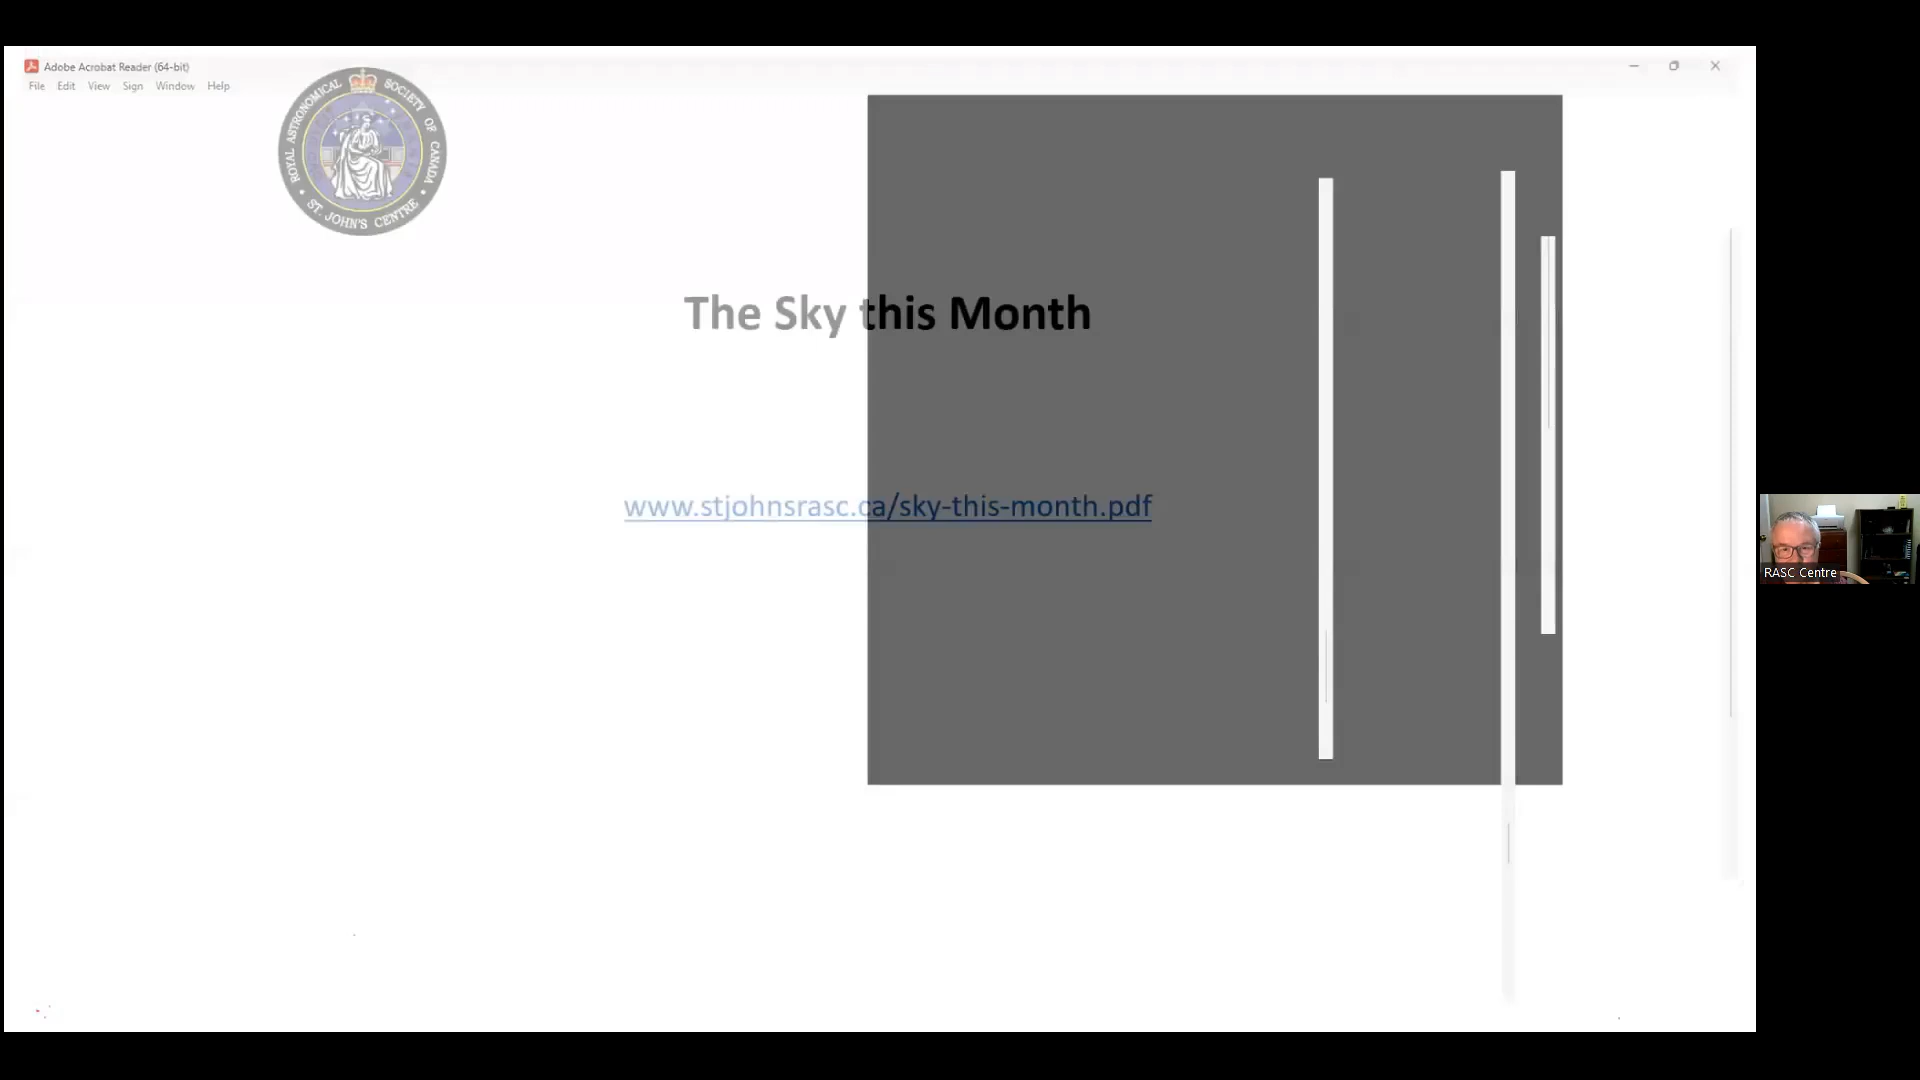 Adobe Acrobat Reader (64-bit)
File Edit View Sign Window Help
ROYAL ASTRONOMICAL SOCIETY OF CANADA
ST. JOHN'S CENTRE
The Sky this Month
www.stjohnsrasc.ca/sky-this-month.pdf
RASC Centre